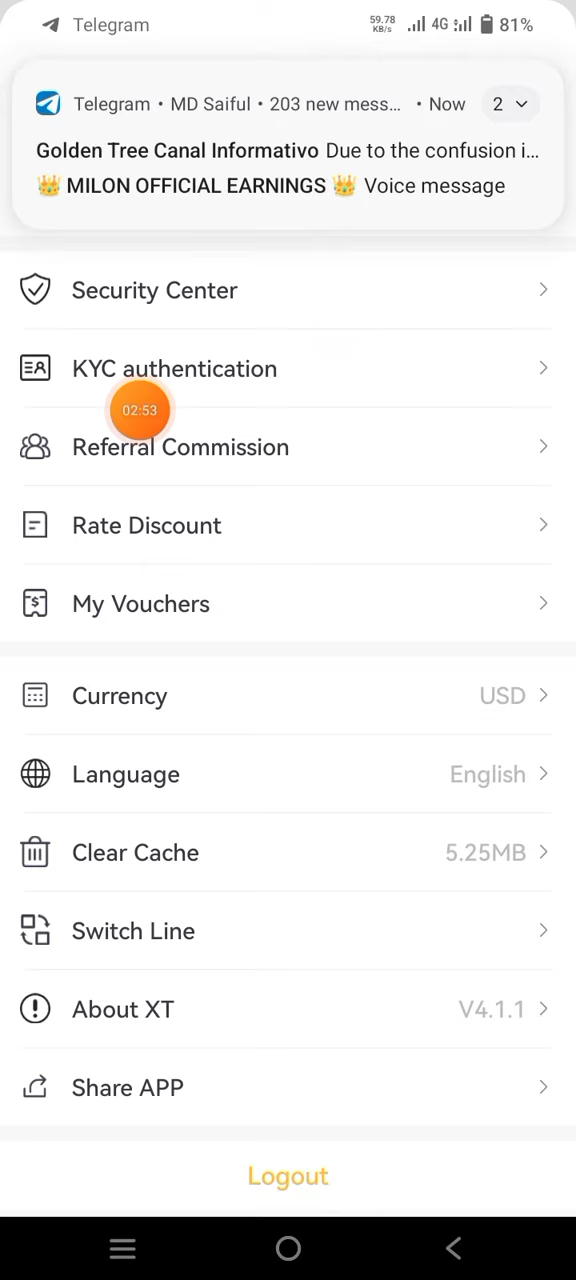 Telegram 59.78 KB/s 4G 81%
Telegram • MD Saiful • 203 new mess... • Now 2
Golden Tree Canal Informativo Due to the confusion i...
👑 MILON OFFICIAL EARNINGS 👑 Voice message
Security Center
KYC authentication
02:53
Referral Commission
Rate Discount
My Vouchers
Currency USD
Language English
Clear Cache 5.25MB
Switch Line
About XT V4.1.1
Share APP
Logout